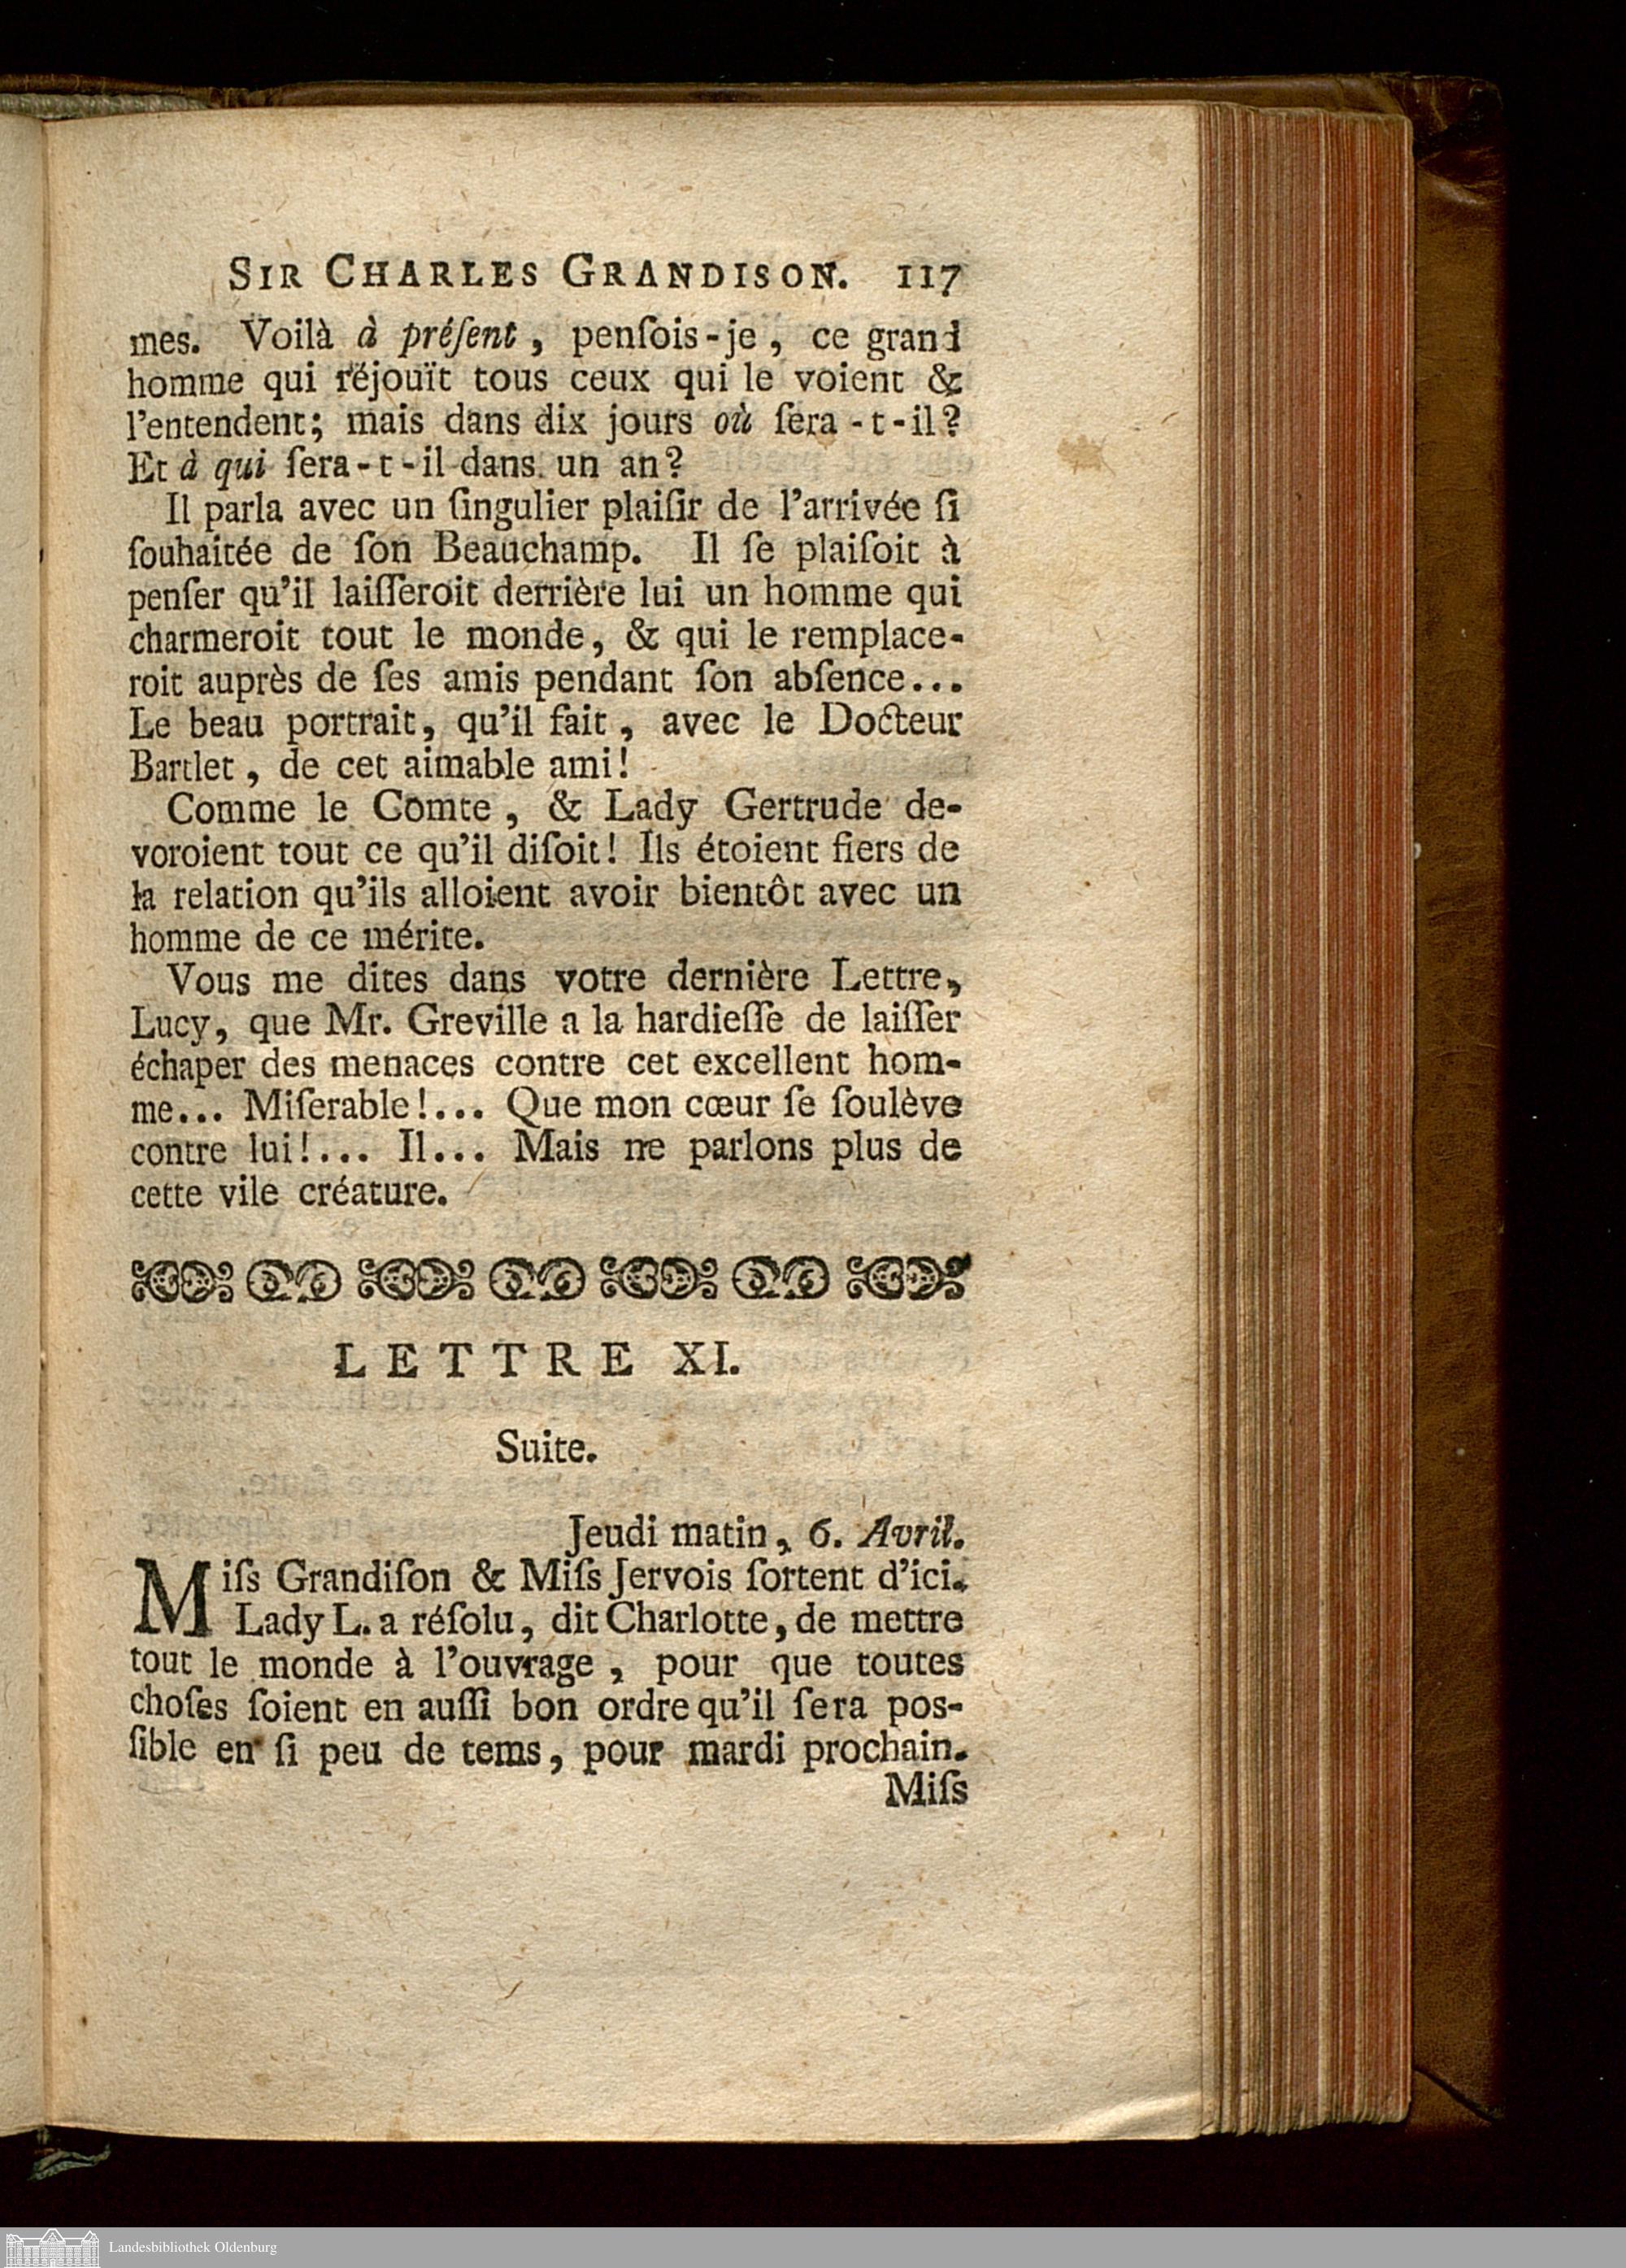 SIR CHARLES GRANDISON. 117
mes. Voilà à préſent, penſois-je, ce grand
homme qui réjouït tous ceux qui le voient &
l'entendent; mais dans dix jours où ſera-t-il?
Et à qui ſera-t-il dans un an?
Il parla avec un ſingulier plaiſir de l'arrivée ſi
ſouhaitée de ſon Beauchamp. Il ſe plaiſoit à
penſer qu'il laiſſeroit derrière lui un homme qui
charmeroit tout le monde, & qui le remplace-
roit auprès de ſes amis pendant ſon abſence...
Le beau portrait, qu'il fait, avec le Docteur
Bartlet, de cet aimable ami!
Comme le Comte, & Lady Gertrude de-
voroient tout ce qu'il diſoit! Ils étoient fiers de
la relation qu'ils alloient avoir bientôt avec un
homme de ce mérite.
Vous me dites dans votre dernière Lettre,
Lucy, que Mr. Greville a la hardieſſe de laiſſer
échaper des menaces contre cet excellent hom-
me... Miſerable!... Que mon cœur ſe ſoulève
contre lui!... Il... Mais ne parlons plus de
cette vile créature.
LETTRE XI.
Suite.
Jeudi matin, 6. Avril.
Miſs Grandiſon & Miſs Jervois ſortent d'ici.
Lady L. a réſolu, dit Charlotte, de mettre
tout le monde à l'ouvrage, pour que toutes
choſes ſoient en auſſi bon ordre qu'il ſera pos-
ſible en ſi peu de tems, pour mardi prochain.
Miſs
Landesbibliothek Oldenburg